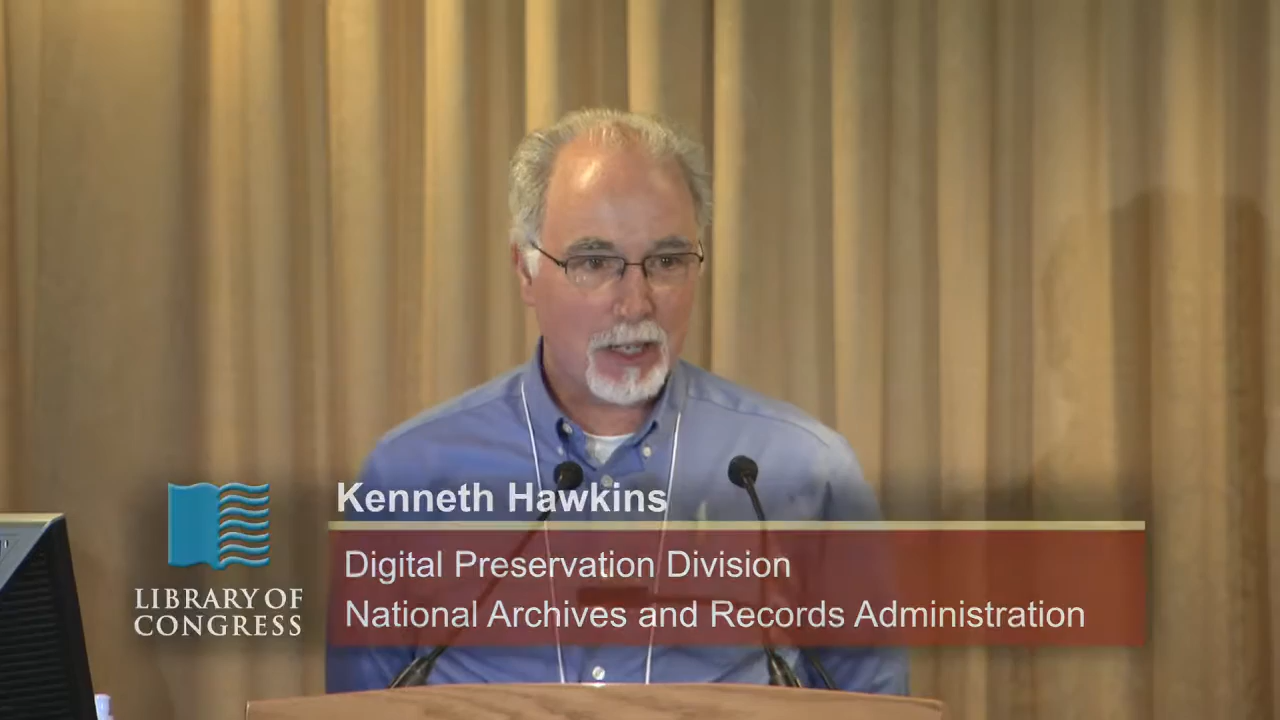 Kenneth Hawkins
Digital Preservation Division
National Archives and Records Administration
LIBRARY OF
CONGRESS